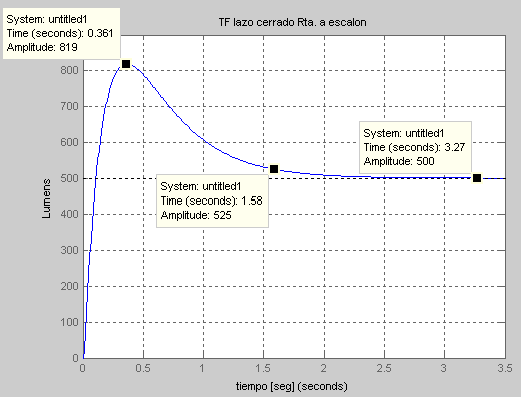 TF lazo cerrado Rta. a escalon
System: untitled1
Time (seconds): 0.361
Amplitude: 819
System: untitled1
Time (seconds): 3.27
Amplitude: 500
System: untitled1
Time (seconds): 1.58
Amplitude: 525
Lumens
800
700
600
500
400
300
200
100
0
0
0.5
1
1.5
2
2.5
3
3.5
tiempo [seg] (seconds)